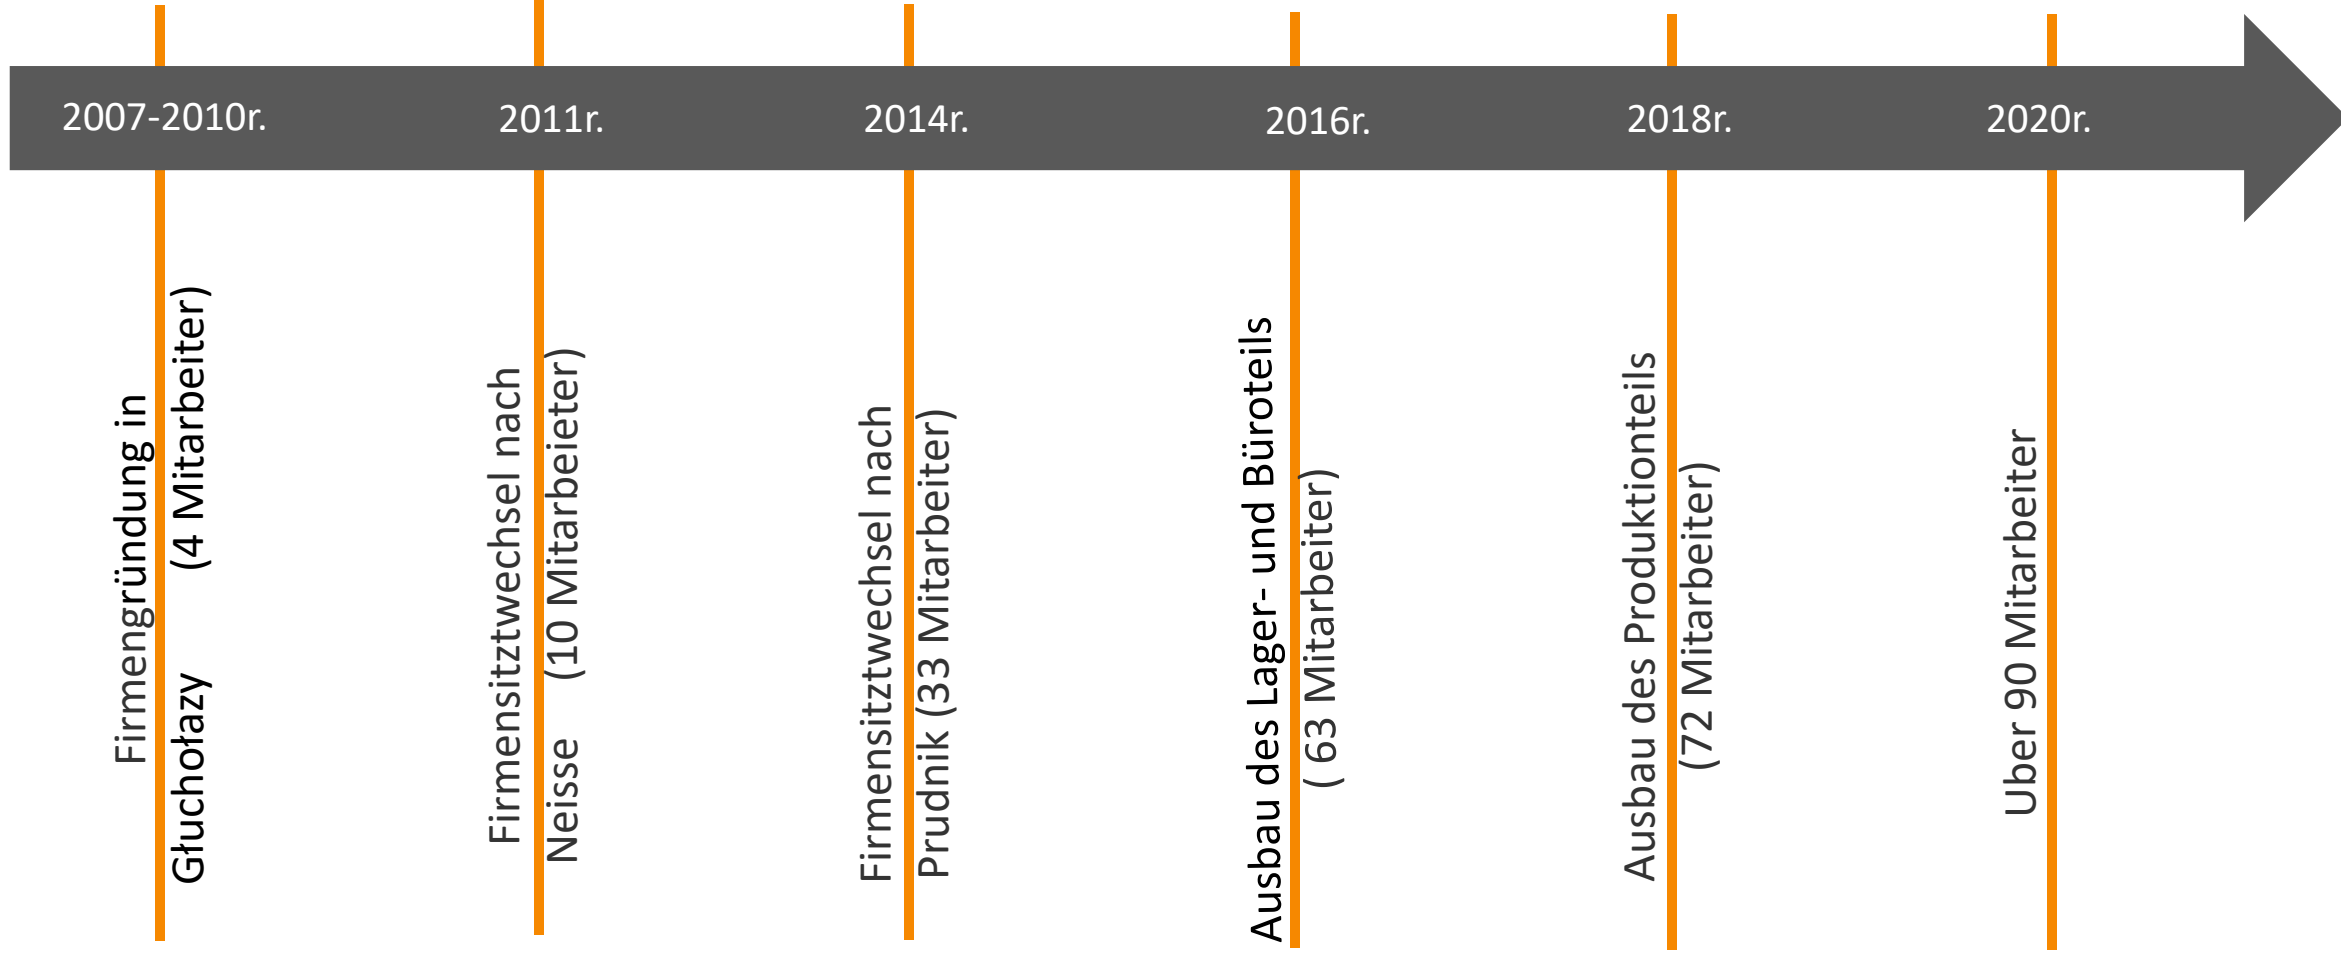 2007-2010r.
2011r.
2014r.
2016r.
2018r.
2020r.
Firmengründung in
Głuchołazy (4 Mitarbeiter)
Firmensitztwechsel nach
Neisse (10 Mitarbeieter)
Firmensitztwechsel nach
Prudnik (33 Mitarbeiter)
Ausbau des Lager- und Büroteils
( 63 Mitarbeiter)
Ausbau des Produktionteils
(72 Mitarbeiter)
Uber 90 Mitarbeiter